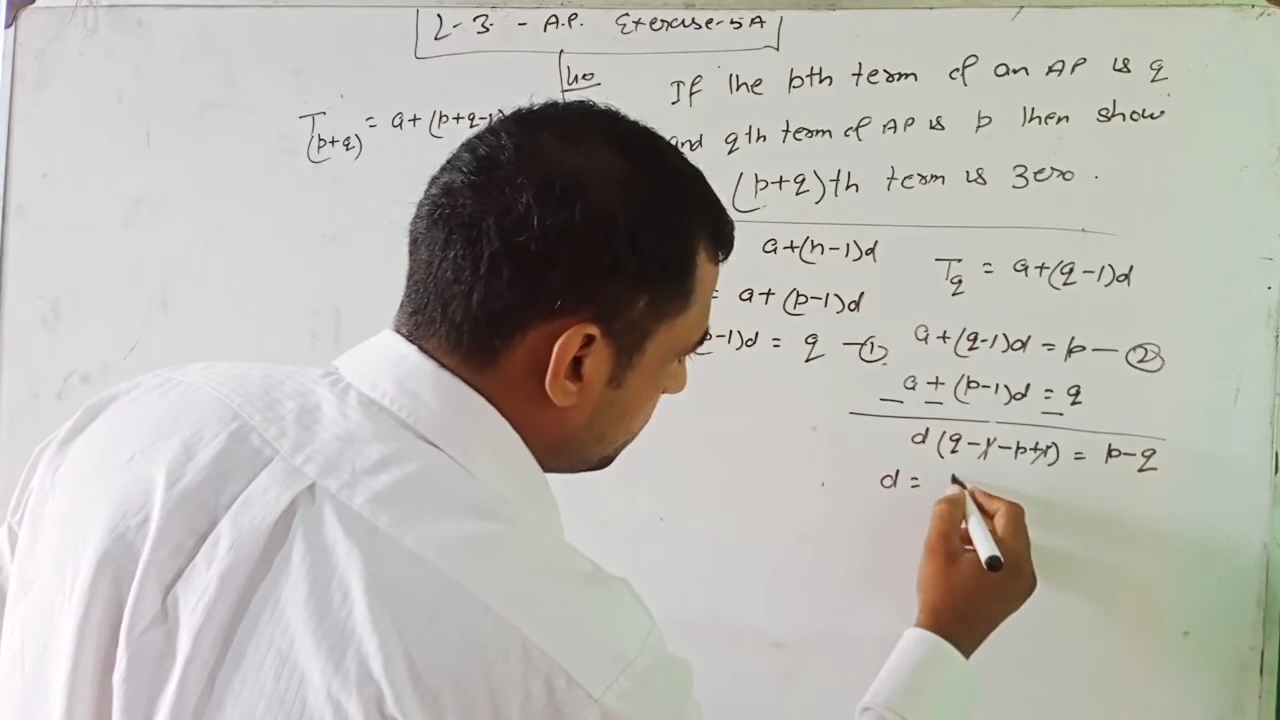 L-3 - A.P. Exercise-5A
40
If the pth term of an AP is q
and qth term of AP is p then show
(p+q)th term is zero.
T(p+q) = a+(p+q-1)
a+(n-1)d
= a+(p-1)d
p-1)d = q -①
Tq = a+(q-1)d
a+(q-1)d = p -②
a+(p-1)d = q
d(q-1-p+1) = p-q
d =